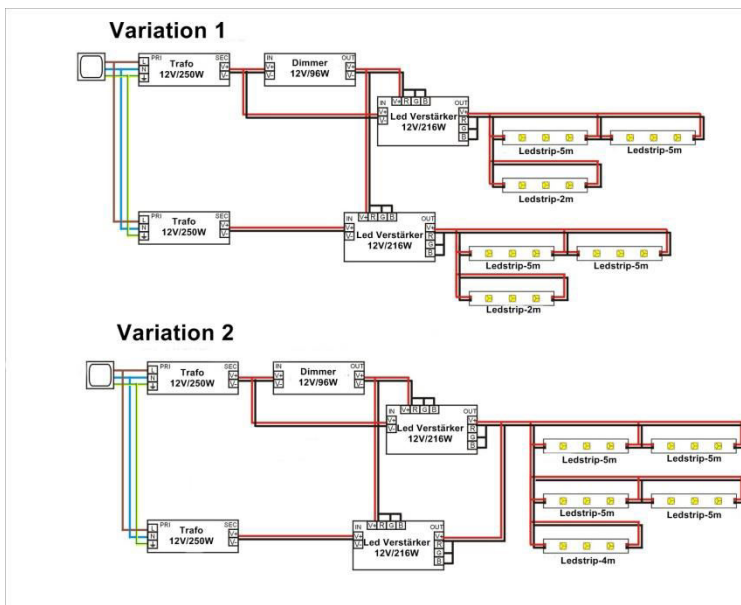 Variation 1
PRI SEC IN OUT
L Trafo V+ V+ Dimmer V+
N 12V/250W V- V- 12V/96W V-
V+ R G B
IN OUT
V+ Led Verstärker V+
V- 12V/216W R
G
B
Ledstrip-5m Ledstrip-5m
Ledstrip-2m
PRI SEC
L Trafo V+
N 12V/250W V-
V+ R G B
IN OUT
V+ Led Verstärker V+
V- 12V/216W R
G
B
Ledstrip-5m Ledstrip-5m
Ledstrip-2m
Variation 2
PRI SEC IN OUT
L Trafo V+ V+ Dimmer V+
N 12V/250W V- V- 12V/96W V-
V+ R G B
IN OUT
V+ Led Verstärker V+
V- 12V/216W R
G
B
Ledstrip-5m Ledstrip-5m
Ledstrip-5m Ledstrip-5m
Ledstrip-4m
PRI SEC
L Trafo V+
N 12V/250W V-
V+ R G B
IN OUT
V+ Led Verstärker V+
V- 12V/216W R
G
B